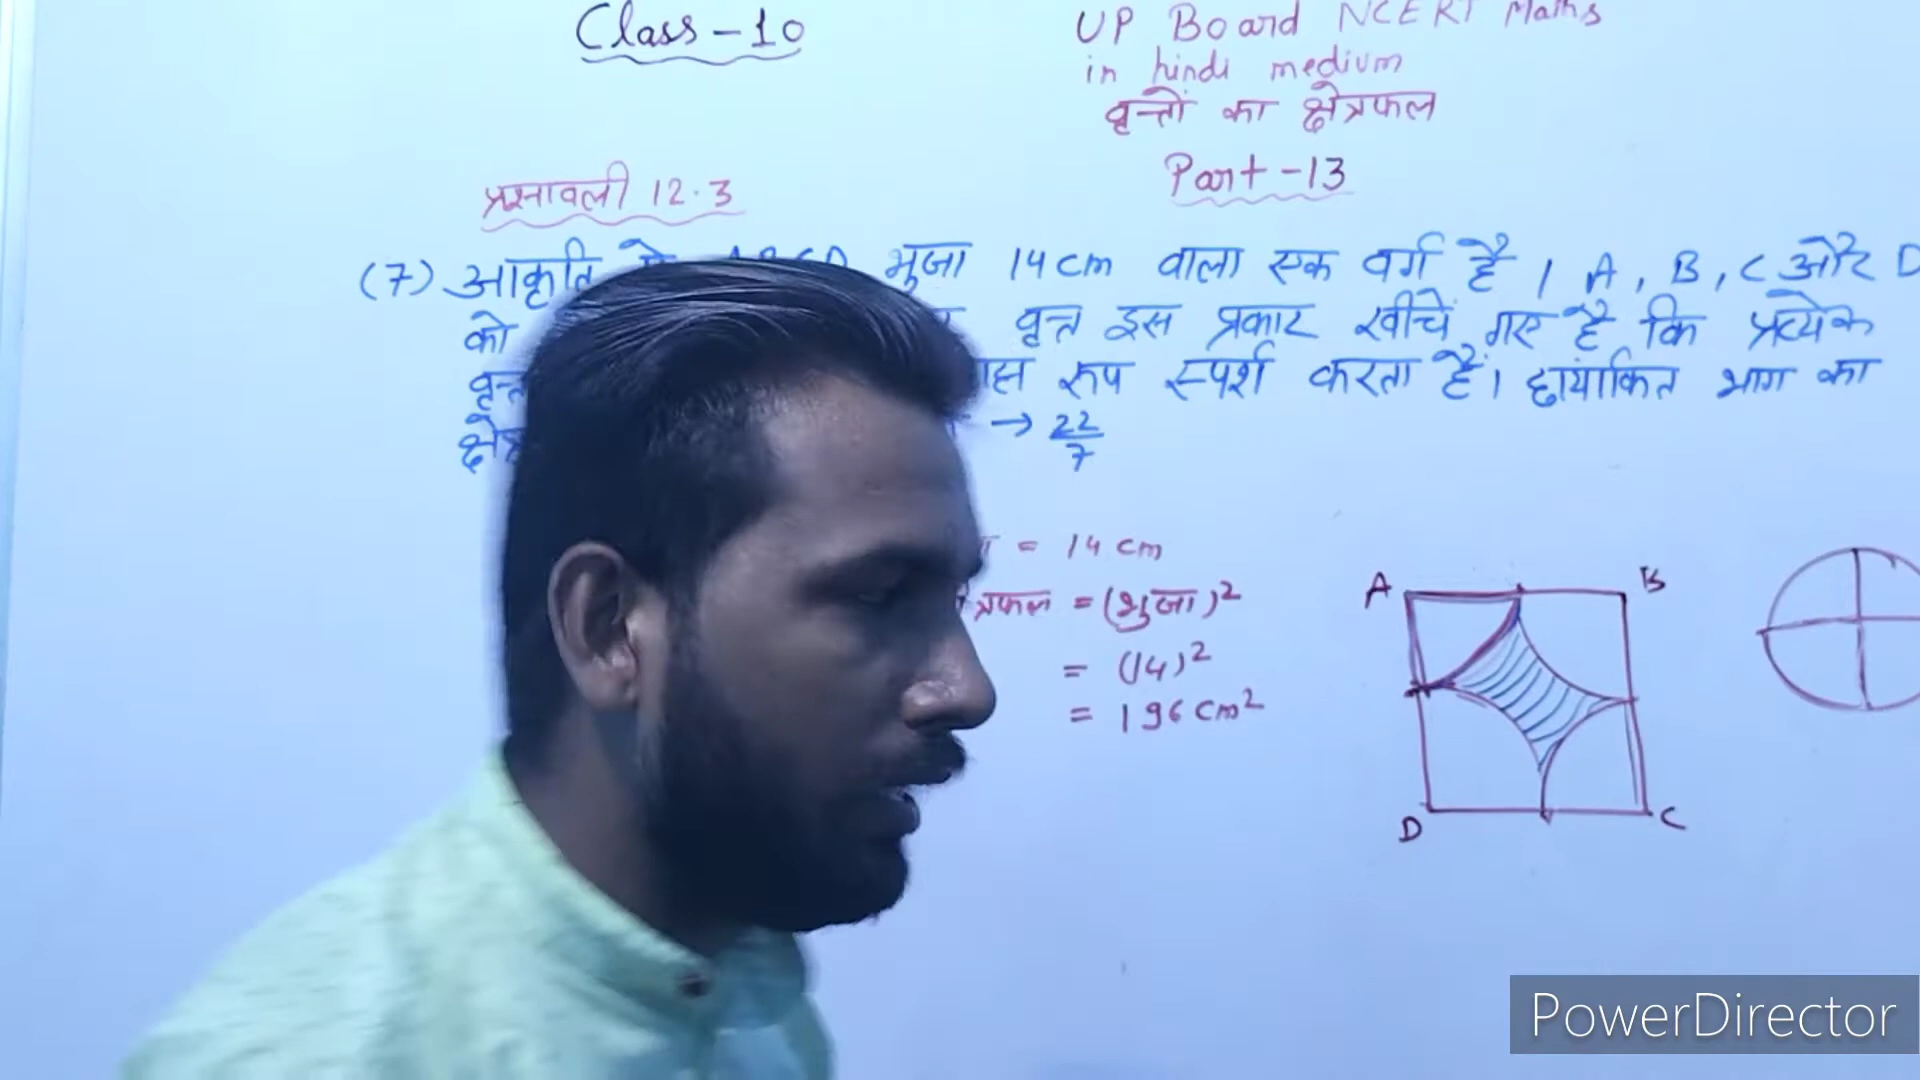 Class-10
UP Board NCERT Maths
in hindi medium
वृत्तों का क्षेत्रफल
Part-13
प्रश्नावली 12.3
(7) आकृति भुजा 14cm वाला एक वर्ग है । A, B, C और D
को वृत्त इस प्रकार खींचें गए है कि प्रत्येक
रूप स्पर्श करता हैं। छायांकित भाग का
→ 22/7
= 14 cm
= (भुजा)²
= (14)²
= 196 cm²
A
B
D
C
PowerDirector